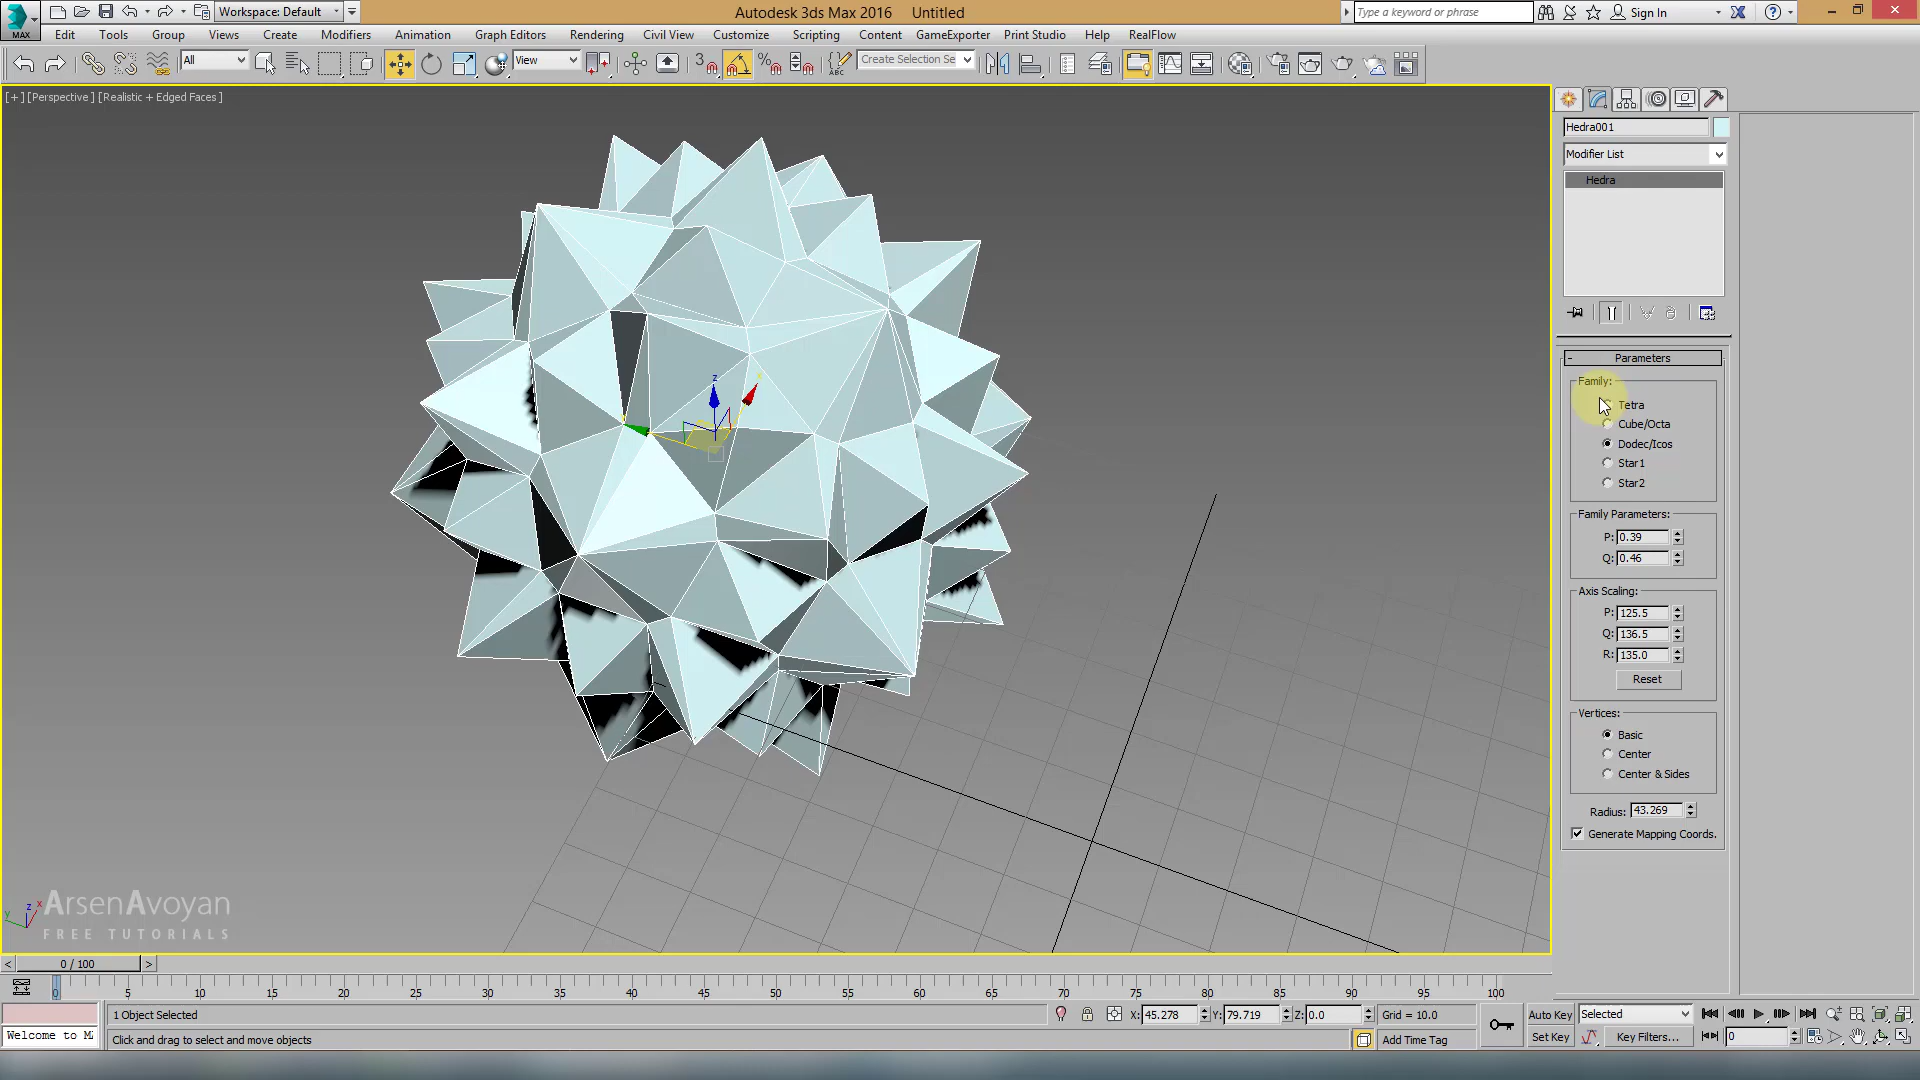 Workspace: Default
Autodesk 3ds Max 2016 Untitled
Type a keyword or phrase
Sign In
MAX
Edit Tools Group Views Create Modifiers Animation Graph Editors Rendering Civil View Customize Scripting Content GameExporter Print Studio Help RealFlow
All
View
3
ABC
Create Selection Se
[+] [Perspective] [Realistic + Edged Faces]
Hedra001
Modifier List
Hedra
Parameters
Family:
Tetra
Cube/Octa
Dodec/Icos
Star1
Star2
Family Parameters:
P: 0.39
Q: 0.46
Axis Scaling:
P: 125.5
Q: 136.5
R: 135.0
Reset
Vertices:
Basic
Center
Center & Sides
Radius: 43.269
Generate Mapping Coords.
z
z x
y
ArsenAvoyan
FREE TUTORIALS
< 0 / 100 >
0 5 10 15 20 25 30 35 40 45 50 55 60 65 70 75 80 85 90 95 100
1 Object Selected
X: 45.278 Y: 79.719 Z: 0.0 Grid = 10.0
Auto Key Selected
Welcome to M
Click and drag to select and move objects
Add Time Tag
Set Key Key Filters... 0